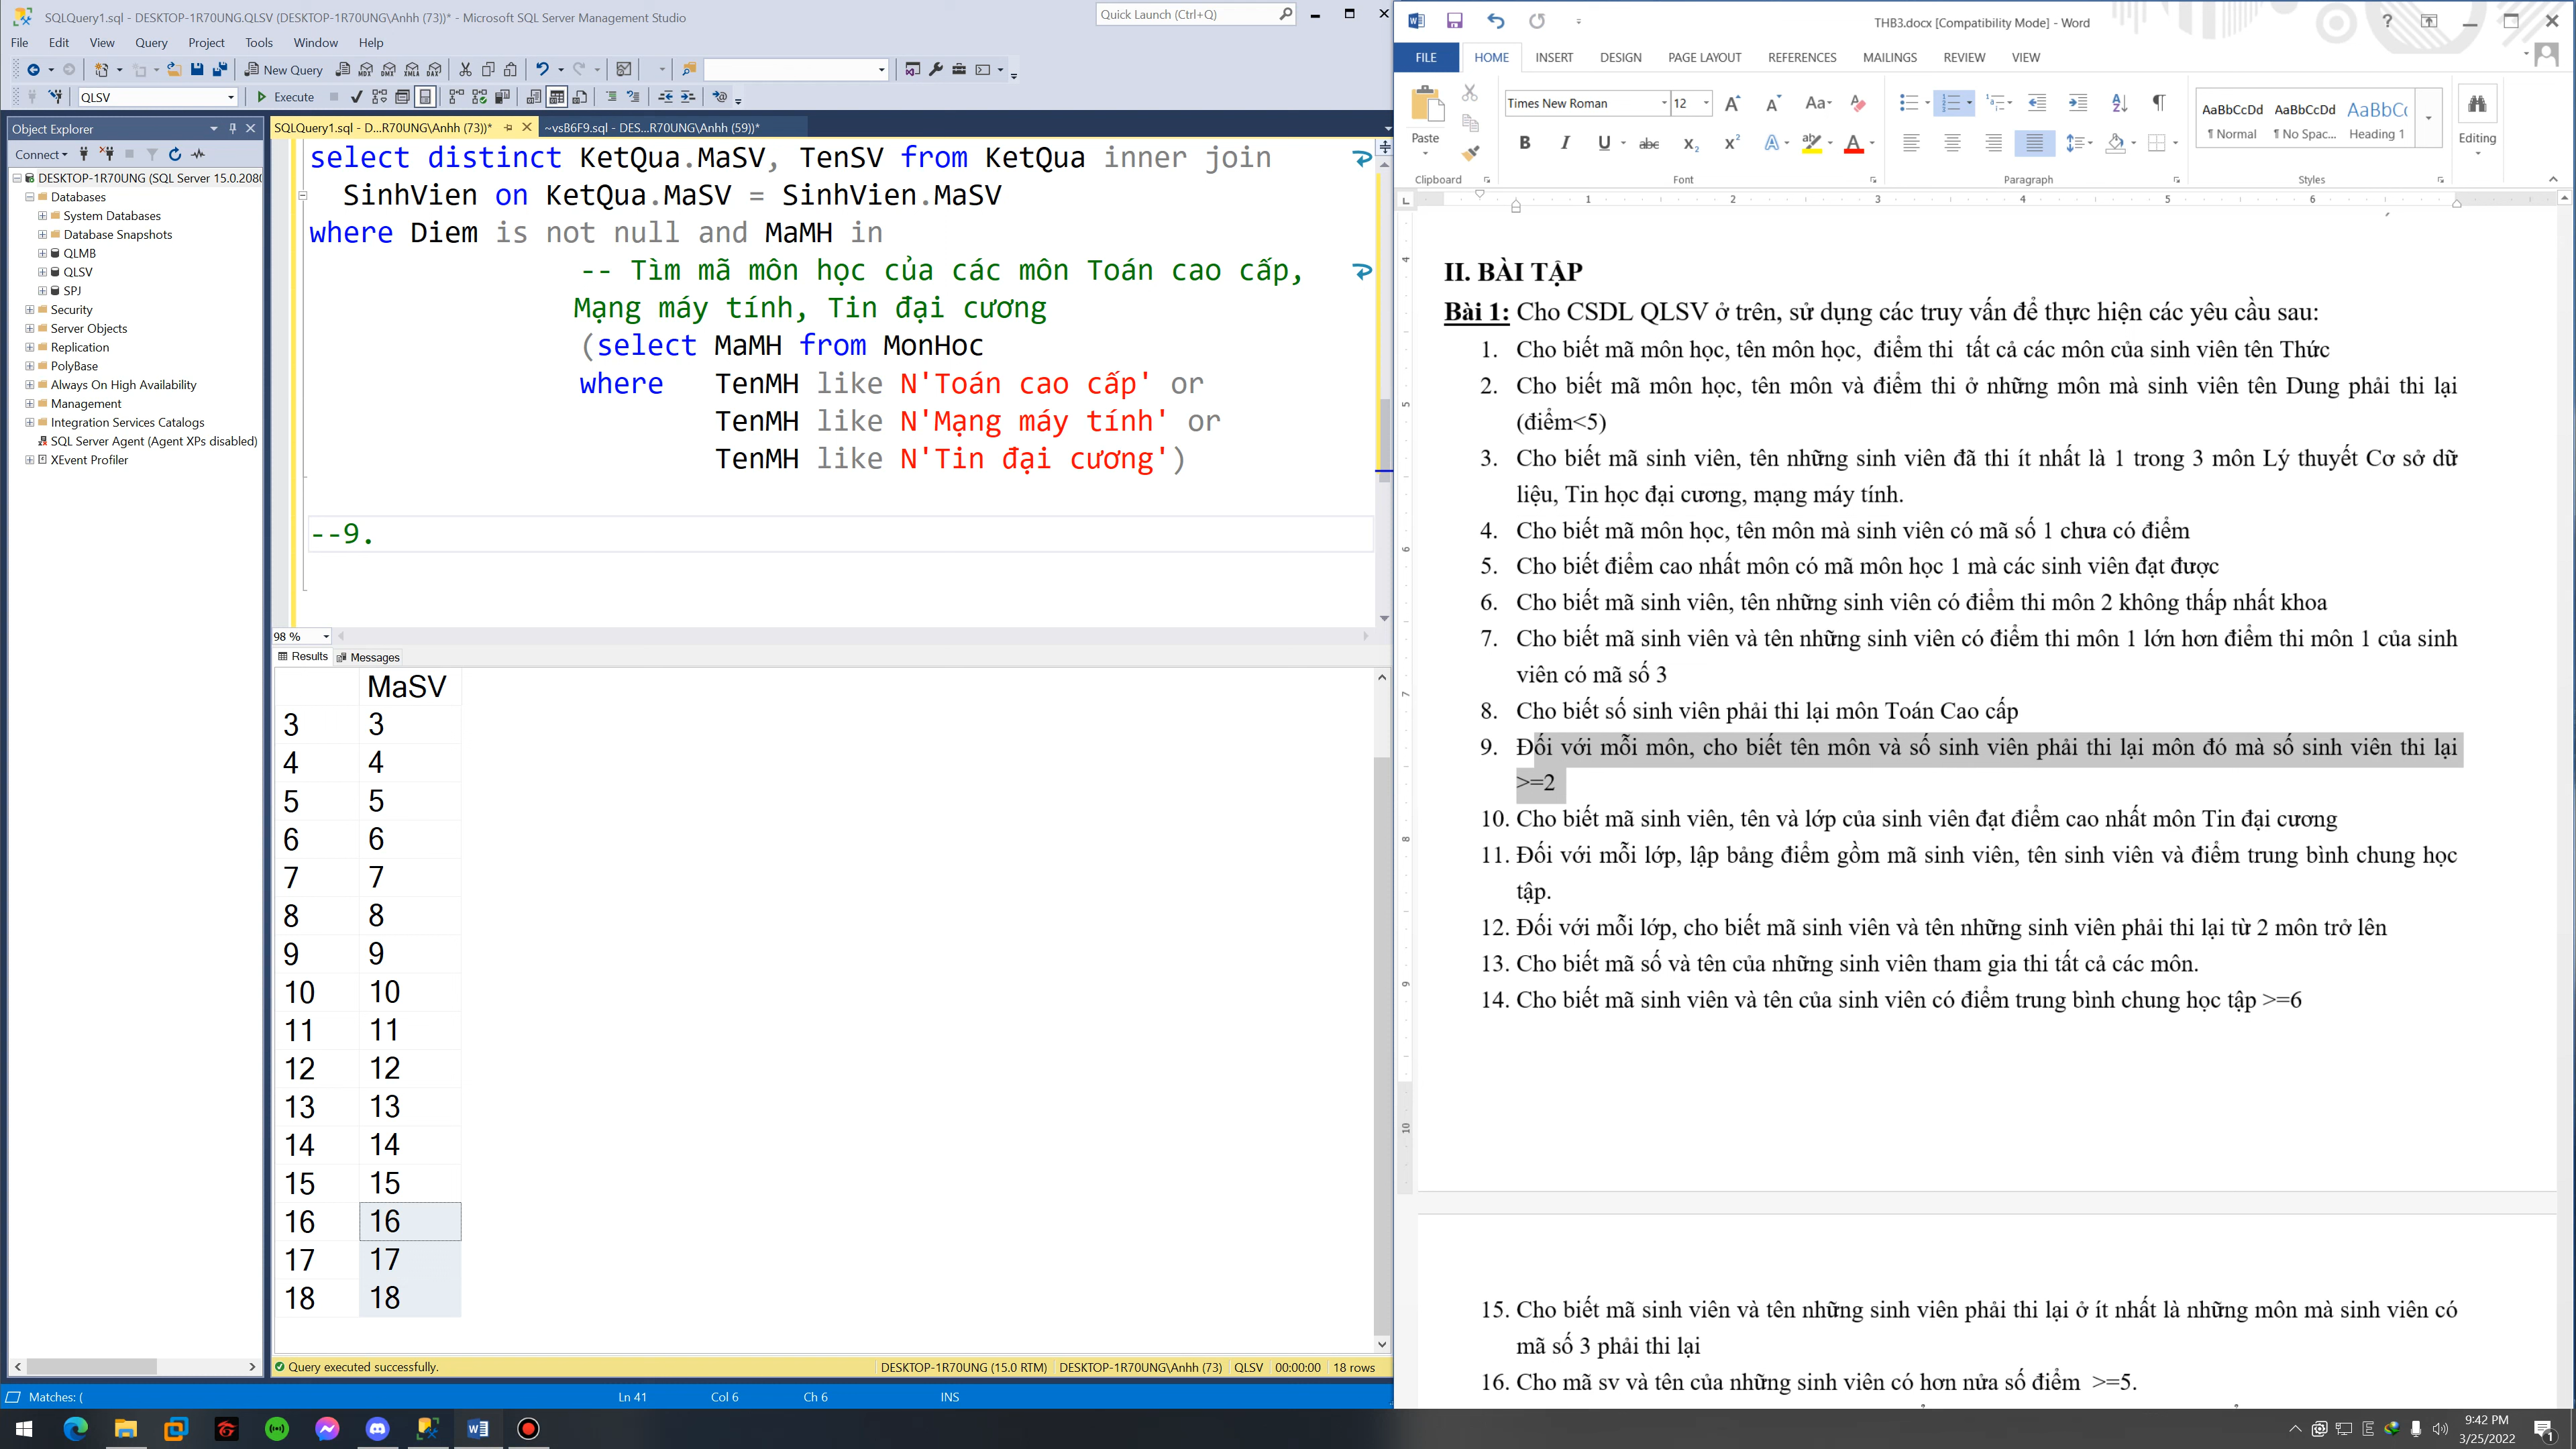 SQLQuery1.sql - DESKTOP-1R70UNG.QLSV (DESKTOP-1R70UNG\Anhh (73))* - Microsoft SQL Server Management Studio
Quick Launch (Ctrl+Q)
File Edit View Query Project Tools Window Help
New Query
QLSV
Execute
Object Explorer
Connect
DESKTOP-1R70UNG (SQL Server 15.0.2080
Databases
System Databases
Database Snapshots
QLMB
QLSV
SPJ
Security
Server Objects
Replication
PolyBase
Always On High Availability
Management
Integration Services Catalogs
SQL Server Agent (Agent XPs disabled)
XEvent Profiler
SQLQuery1.sql - D...R70UNG\Anhh (73))*
~vsB6F9.sql - DES...R70UNG\Anhh (59))*
select distinct KetQua.MaSV, TenSV from KetQua inner join
SinhVien on KetQua.MaSV = SinhVien.MaSV
where Diem is not null and MaMH in
-- Tìm mã môn học của các môn Toán cao cấp,
Mạng máy tính, Tin đại cương
(select MaMH from MonHoc
where TenMH like N'Toán cao cấp' or
TenMH like N'Mạng máy tính' or
TenMH like N'Tin đại cương')
--9.
98 %
Results Messages
MaSV
3 3
4 4
5 5
6 6
7 7
8 8
9 9
10 10
11 11
12 12
13 13
14 14
15 15
16 16
17 17
18 18
Query executed successfully.
DESKTOP-1R70UNG (15.0 RTM) DESKTOP-1R70UNG\Anhh (73) QLSV 00:00:00 18 rows
Matches: ( Ln 41 Col 6 Ch 6 INS
THB3.docx [Compatibility Mode] - Word
FILE HOME INSERT DESIGN PAGE LAYOUT REFERENCES MAILINGS REVIEW VIEW
Paste
Clipboard
Times New Roman 12
Font
Paragraph
AaBbCcDd AaBbCcDd AaBbC(
¶ Normal ¶ No Spac... Heading 1
Styles
Editing
II. BÀI TẬP
Bài 1: Cho CSDL QLSV ở trên, sử dụng các truy vấn để thực hiện các yêu cầu sau:
1. Cho biết mã môn học, tên môn học, điểm thi tất cả các môn của sinh viên tên Thức
2. Cho biết mã môn học, tên môn và điểm thi ở những môn mà sinh viên tên Dung phải thi lại
(điểm<5)
3. Cho biết mã sinh viên, tên những sinh viên đã thi ít nhất là 1 trong 3 môn Lý thuyết Cơ sở dữ
liệu, Tin học đại cương, mạng máy tính.
4. Cho biết mã môn học, tên môn mà sinh viên có mã số 1 chưa có điểm
5. Cho biết điểm cao nhất môn có mã môn học 1 mà các sinh viên đạt được
6. Cho biết mã sinh viên, tên những sinh viên có điểm thi môn 2 không thấp nhất khoa
7. Cho biết mã sinh viên và tên những sinh viên có điểm thi môn 1 lớn hơn điểm thi môn 1 của sinh
viên có mã số 3
8. Cho biết số sinh viên phải thi lại môn Toán Cao cấp
9. Đối với mỗi môn, cho biết tên môn và số sinh viên phải thi lại môn đó mà số sinh viên thi lại
>=2
10. Cho biết mã sinh viên, tên và lớp của sinh viên đạt điểm cao nhất môn Tin đại cương
11. Đối với mỗi lớp, lập bảng điểm gồm mã sinh viên, tên sinh viên và điểm trung bình chung học
tập.
12. Đối với mỗi lớp, cho biết mã sinh viên và tên những sinh viên phải thi lại từ 2 môn trở lên
13. Cho biết mã số và tên của những sinh viên tham gia thi tất cả các môn.
14. Cho biết mã sinh viên và tên của sinh viên có điểm trung bình chung học tập >=6
15. Cho biết mã sinh viên và tên những sinh viên phải thi lại ở ít nhất là những môn mà sinh viên có
mã số 3 phải thi lại
16. Cho mã sv và tên của những sinh viên có hơn nửa số điểm >=5.
9:42 PM
3/25/2022